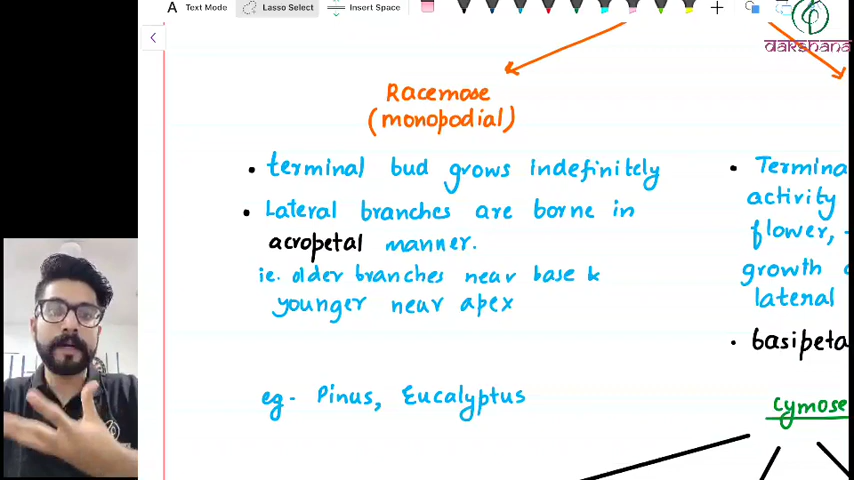 A Text Mode Lasso Select Insert Space
dakshana
Racemose
(monopodial)
• terminal bud grows indefinitely
• Lateral branches are borne in
acropetal manner.
ie. older branches near base &
younger near apex
eg- Pinus, Eucalyptus
• Termina
activity
flower,
growth
lateral
• basipeta
cymose